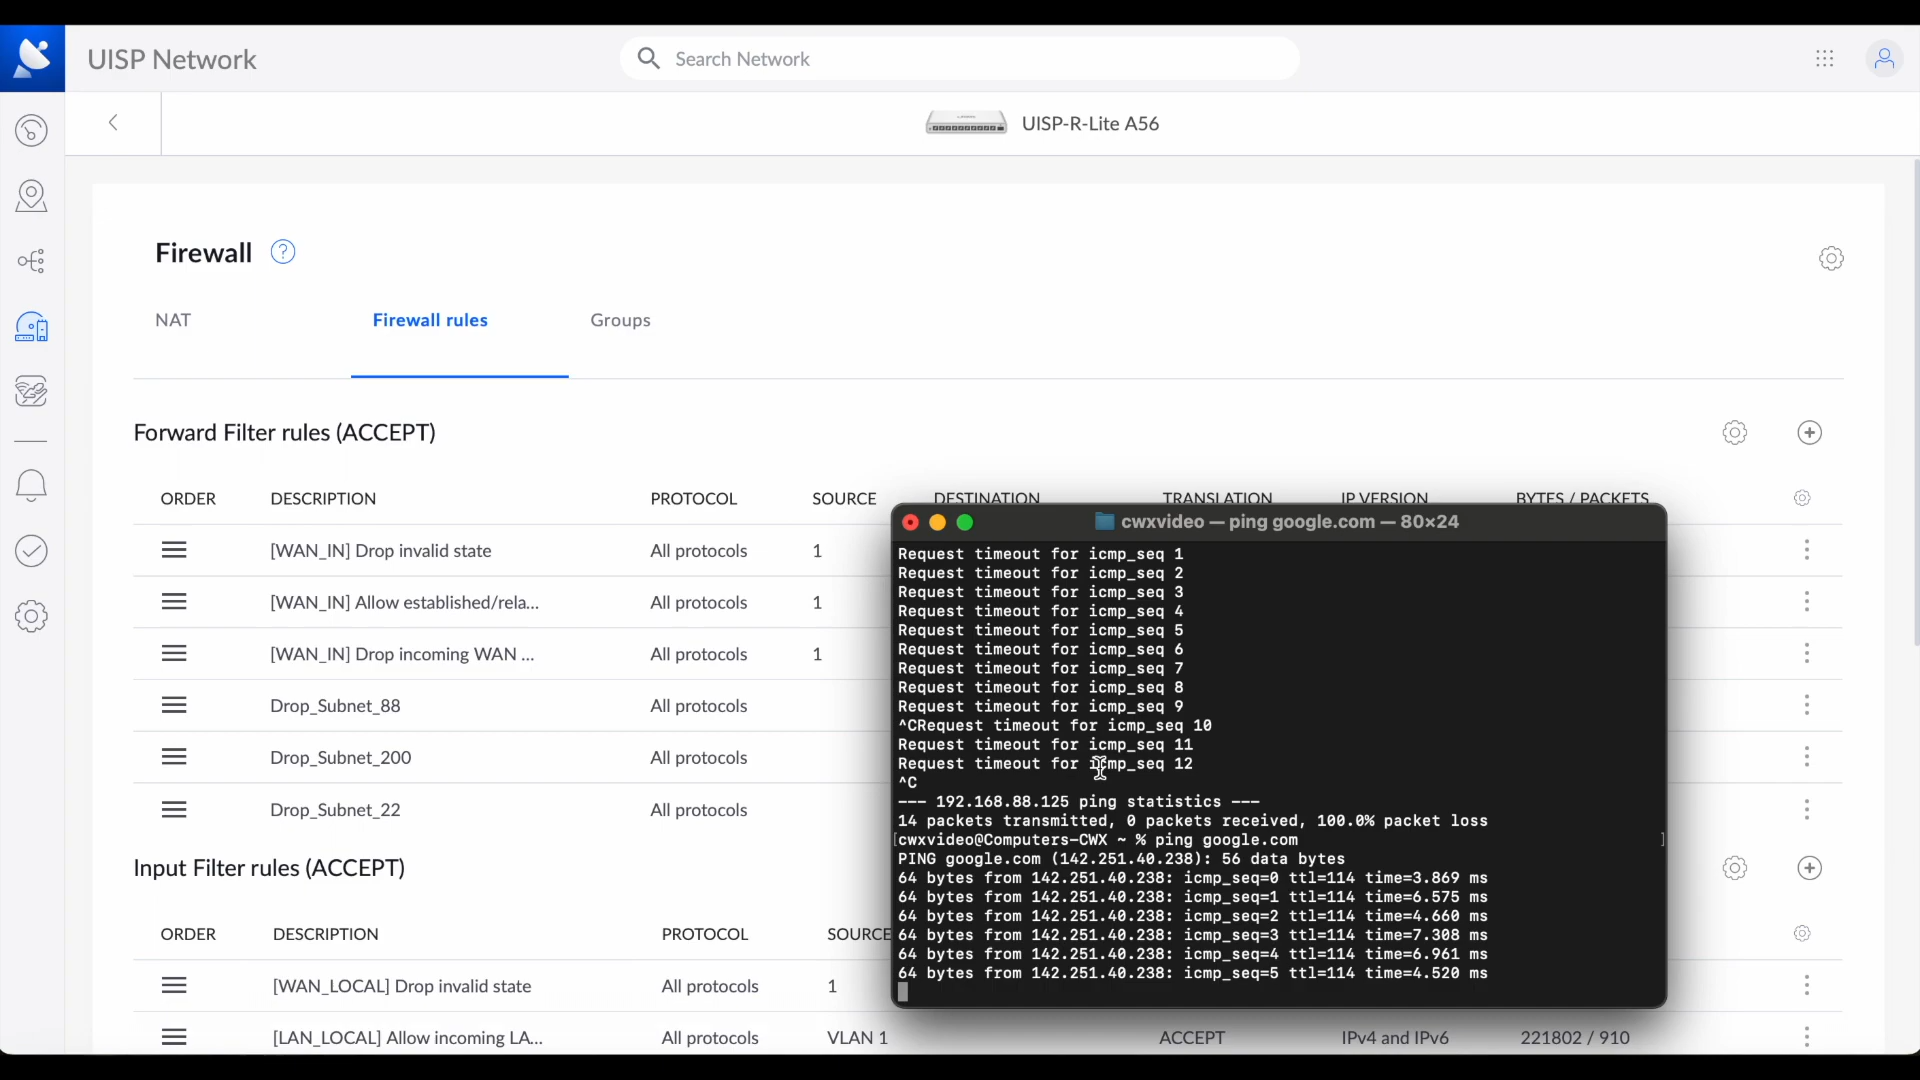 UISP Network
Search Network
UISP-R-Lite A56
Firewall ?
NAT Firewall rules Groups
Forward Filter rules (ACCEPT)
ORDER DESCRIPTION PROTOCOL SOURCE DESTINATION TRANSLATION IP VERSION BYTES / PACKETS
[WAN_IN] Drop invalid state All protocols 1
[WAN_IN] Allow established/rela... All protocols 1
[WAN_IN] Drop incoming WAN ... All protocols 1
Drop_Subnet_88 All protocols
Drop_Subnet_200 All protocols
Drop_Subnet_22 All protocols
Input Filter rules (ACCEPT)
ORDER DESCRIPTION PROTOCOL SOURCE
[WAN_LOCAL] Drop invalid state All protocols 1
[LAN_LOCAL] Allow incoming LA... All protocols VLAN 1 ACCEPT IPv4 and IPv6 221802 / 910
cwxvideo — ping google.com — 80×24
Request timeout for icmp_seq 1
Request timeout for icmp_seq 2
Request timeout for icmp_seq 3
Request timeout for icmp_seq 4
Request timeout for icmp_seq 5
Request timeout for icmp_seq 6
Request timeout for icmp_seq 7
Request timeout for icmp_seq 8
Request timeout for icmp_seq 9
^CRequest timeout for icmp_seq 10
Request timeout for icmp_seq 11
Request timeout for icmp_seq 12
^C
--- 192.168.88.125 ping statistics ---
14 packets transmitted, 0 packets received, 100.0% packet loss
[cwxvideo@Computers-CWX ~ % ping google.com ]
PING google.com (142.251.40.238): 56 data bytes
64 bytes from 142.251.40.238: icmp_seq=0 ttl=114 time=3.869 ms
64 bytes from 142.251.40.238: icmp_seq=1 ttl=114 time=6.575 ms
64 bytes from 142.251.40.238: icmp_seq=2 ttl=114 time=4.660 ms
64 bytes from 142.251.40.238: icmp_seq=3 ttl=114 time=7.308 ms
64 bytes from 142.251.40.238: icmp_seq=4 ttl=114 time=6.961 ms
64 bytes from 142.251.40.238: icmp_seq=5 ttl=114 time=4.520 ms